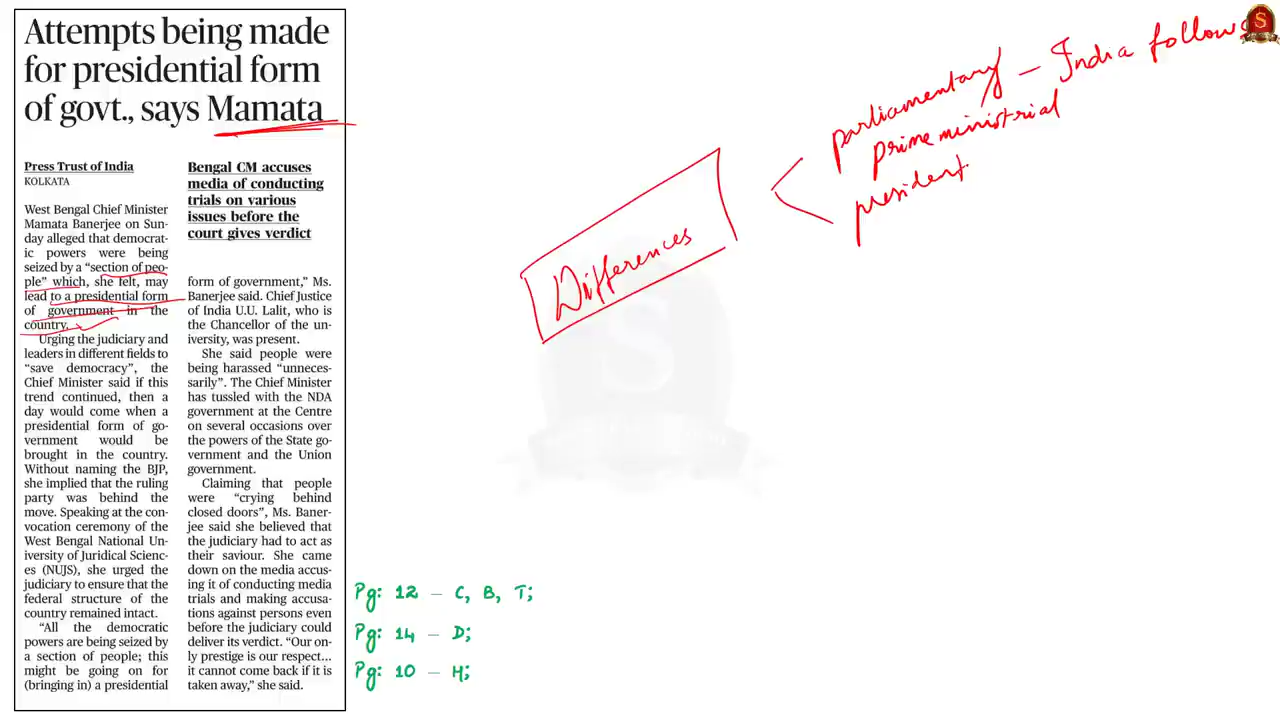 Attempts being made
for presidential form
of govt., says Mamata
Press Trust of India
KOLKATA
West Bengal Chief Minister
Mamata Banerjee on Sun-
day alleged that democrat-
ic powers were being
seized by a “section of peo-
ple” which, she felt, may
lead to a presidential form
of government in the
country.
Urging the judiciary and
leaders in different fields to
“save democracy”, the
Chief Minister said if this
trend continued, then a
day would come when a
presidential form of go-
vernment would be
brought in the country.
Without naming the BJP,
she implied that the ruling
party was behind the
move. Speaking at the con-
vocation ceremony of the
West Bengal National Un-
iversity of Juridical Scienc-
es (NUJS), she urged the
judiciary to ensure that the
federal structure of the
country remained intact.
“All the democratic
powers are being seized by
a section of people; this
might be going on for
(bringing in) a presidential
Bengal CM accuses
media of conducting
trials on various
issues before the
court gives verdict
form of government,” Ms.
Banerjee said. Chief Justice
of India U.U. Lalit, who is
the Chancellor of the un-
iversity, was present.
She said people were
being harassed “unneces-
sarily”. The Chief Minister
has tussled with the NDA
government at the Centre
on several occasions over
the powers of the State go-
vernment and the Union
government.
Claiming that people
were “crying behind
closed doors”, Ms. Baner-
jee said she believed that
the judiciary had to act as
their saviour. She came
down on the media accus-
ing it of conducting media
trials and making accusa-
tions against persons even
before the judiciary could
deliver its verdict. “Our on-
ly prestige is our respect...
it cannot come back if it is
taken away,” she said.
Differences
parliamentary – India follows
prime ministrial
president
Pg: 12 – C, B, T;
Pg: 14 – D;
Pg: 10 – H;
S